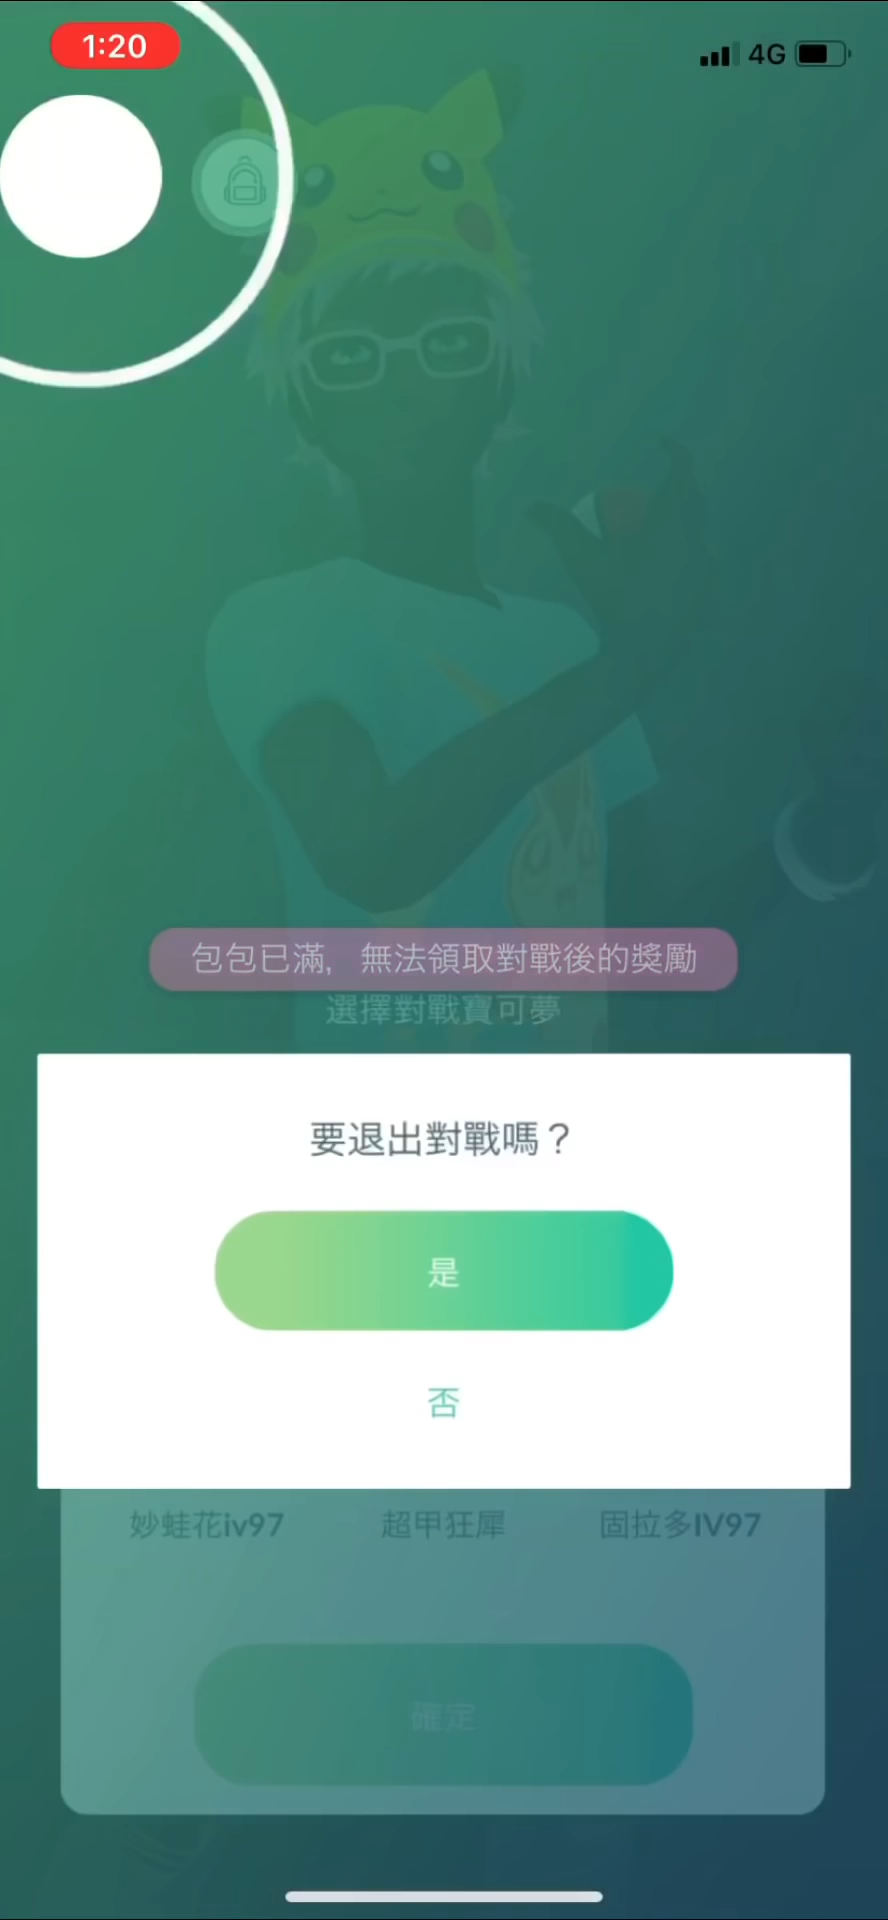 1:20
4G
包包已滿，無法領取對戰後的獎勵
選擇對戰寶可夢
要退出對戰嗎？
是
否
妙蛙花iv97 超甲狂犀 固拉多IV97
確定